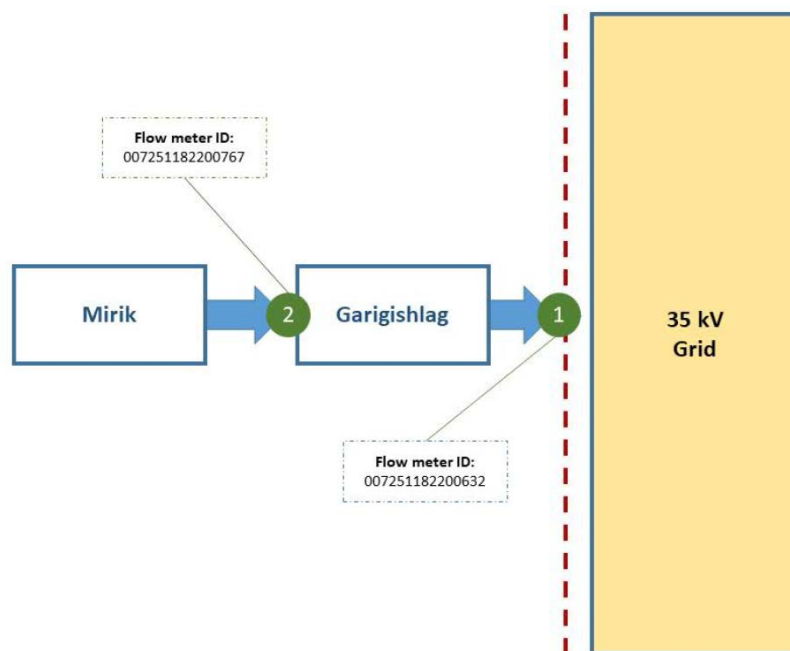 Flow meter ID:
007251182200767
Mirik
2
Garigishlag
1
35 kV
Grid
Flow meter ID:
007251182200632